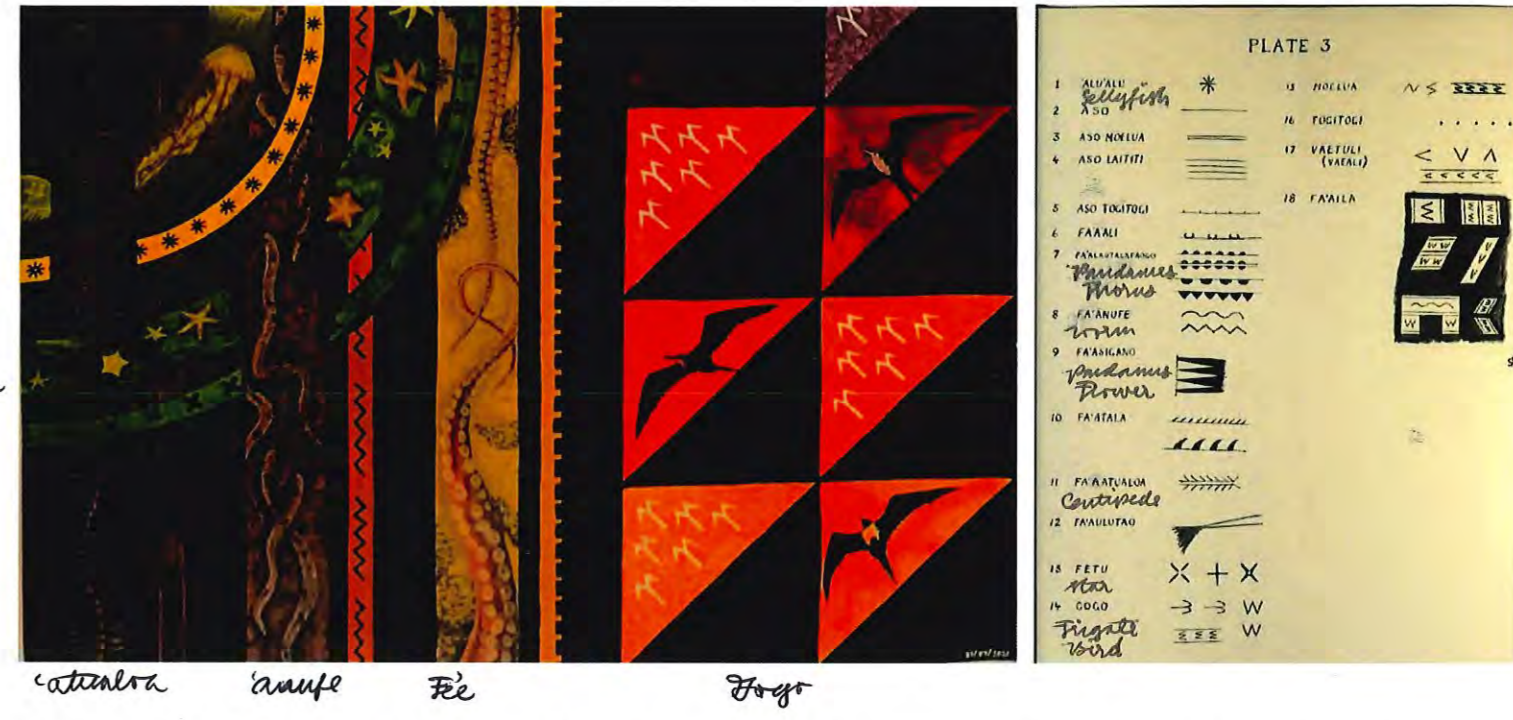 PLATE 3
1 'ALU'ALU
Jellyfish
2 ASO
3 ASO MOELUA
4 ASO LAITITI
5 ASO TOGITOGI
6 FA'AALI
7 FA'ALAUTALAFAGOGO
Pandanus
Thorns
8 FA'ANUFE
worm
9 FA'ASIGANO
Pandanus
Flower
10 FA'ATALA
11 FA'AATUALOA
Centipede
12 FA'AULUTAO
13 FETU
star
14 GOGO
Frigate
Bird
15 MOELUA
16 TOGITOGI
17 VAETULI
(VAEALI)
18 FA'AILA
'atualoa 'anufe Fe'e Gogo